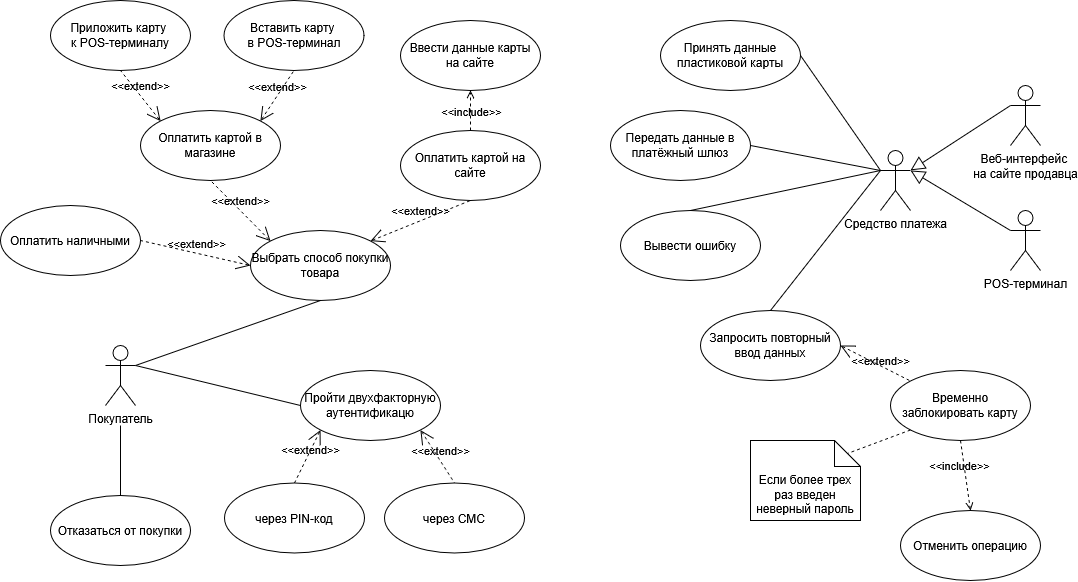 Приложить карту
к POS-терминалу
Вставить карту
в POS-терминал
Ввести данные карты
на сайте
<<extend>>
<<extend>>
<<include>>
Оплатить картой в
магазине
Оплатить картой на
сайте
<<extend>>
<<extend>>
Оплатить наличными
<<extend>>
Выбрать способ покупки
товара
Покупатель
Пройти двухфакторную
аутентификацю
<<extend>>
<<extend>>
через PIN-код
через СМС
Отказаться от покупки
Принять данные
пластиковой карты
Передать данные в
платёжный шлюз
Вывести ошибку
Средство платежа
Веб-интерфейс
на сайте продавца
POS-терминал
Запросить повторный
ввод данных
<<extend>>
Временно
заблокировать карту
Если более трех
раз введен
неверный пароль
<<include>>
Отменить операцию